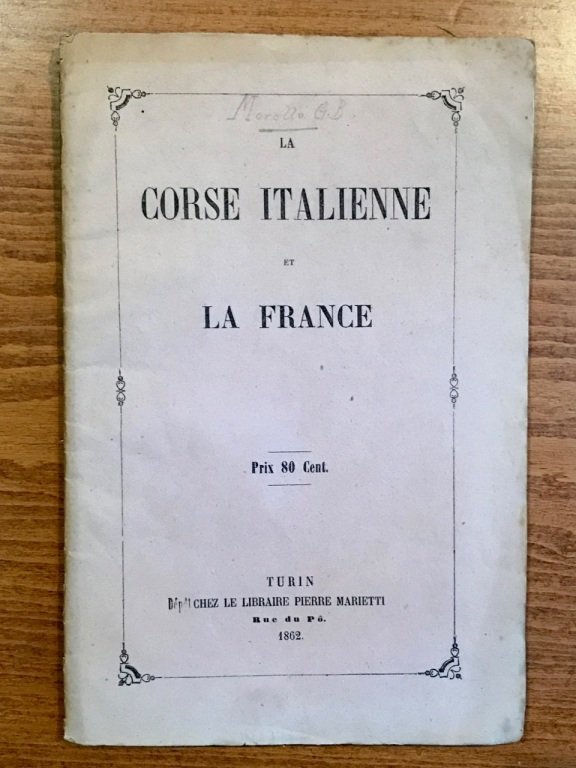 Morotti G. B.
LA
CORSE ITALIENNE
ET
LA FRANCE
Prix 80 Cent.
TURIN
Dépôt CHEZ LE LIBRAIRE PIERRE MARIETTI
Rue du Pô.
1862.